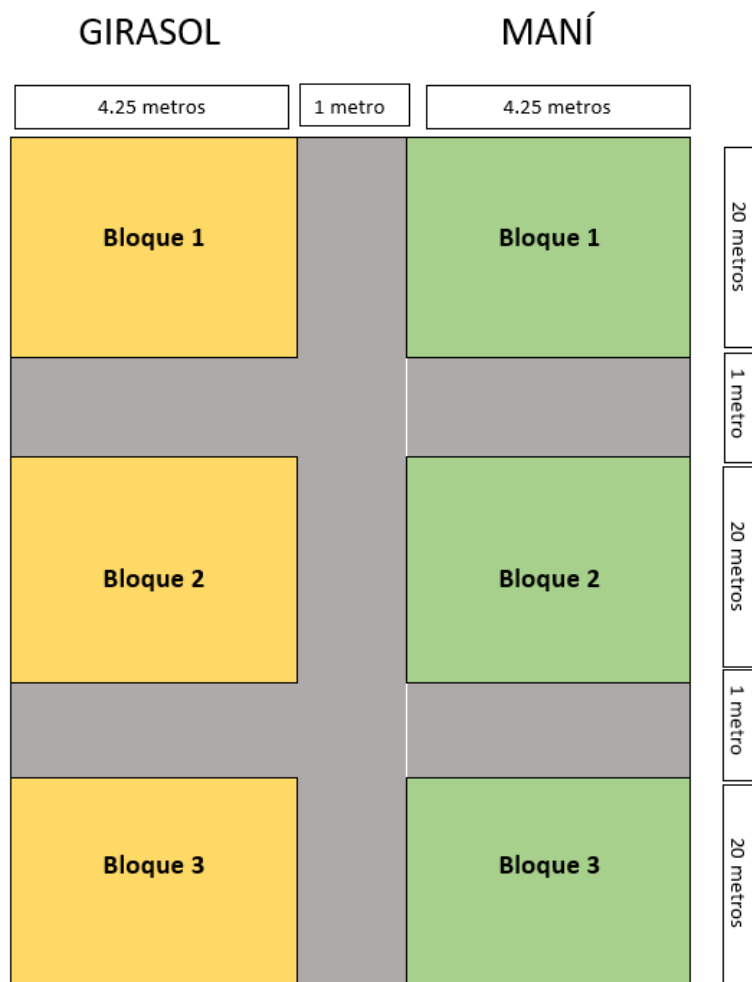 GIRASOL MANÍ
4.25 metros 1 metro 4.25 metros
Bloque 1 Bloque 1
20 metros
1 metro
Bloque 2 Bloque 2
20 metros
1 metro
Bloque 3 Bloque 3
20 metros